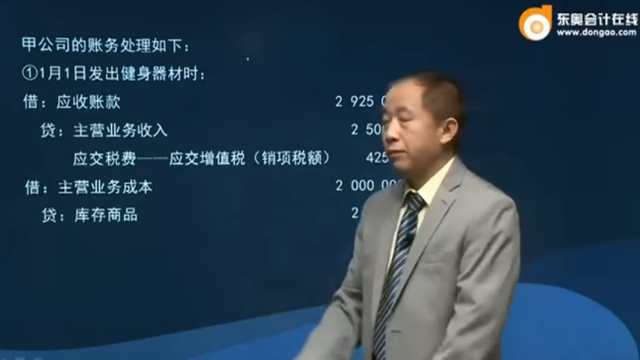 东奥会计在线
www.dongao.com
甲公司的账务处理如下：
①1月1日发出健身器材时：
借：应收账款 2 925
贷：主营业务收入 2 50
应交税费——应交增值税（销项税额） 425
借：主营业务成本 2 000 00
贷：库存商品 2